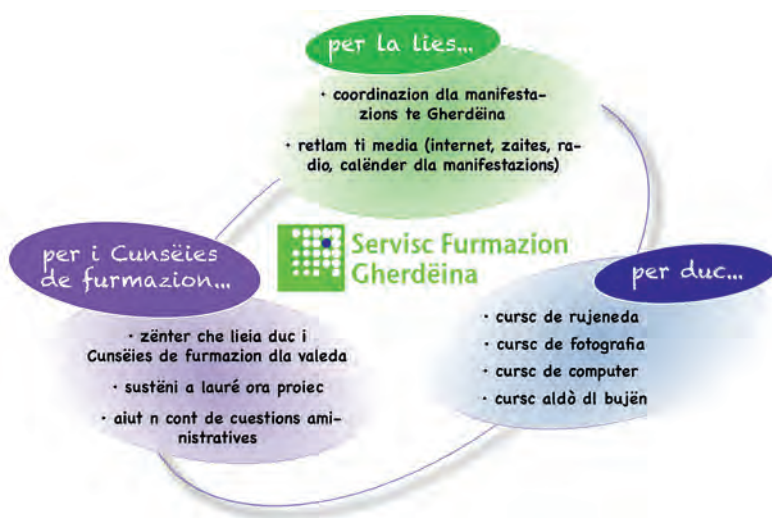 per la lies...
· coordinazion dla manifesta-
zions te Gherdëina
· retlam ti media (internet, zaites, ra-
dio, calënder dla manifestazions)
Servisc Furmazion
Gherdëina
per i Cunsëies
de furmazion...
· zënter che lieia duc i
Cunsëies de furmazion dla valeda
· sustëni a lauré ora proiec
· aiut n cont de cuestions ami-
nistratives
per duc...
· cursc de rujeneda
· cursc de fotografia
· cursc de computer
· cursc aldò dl bujën